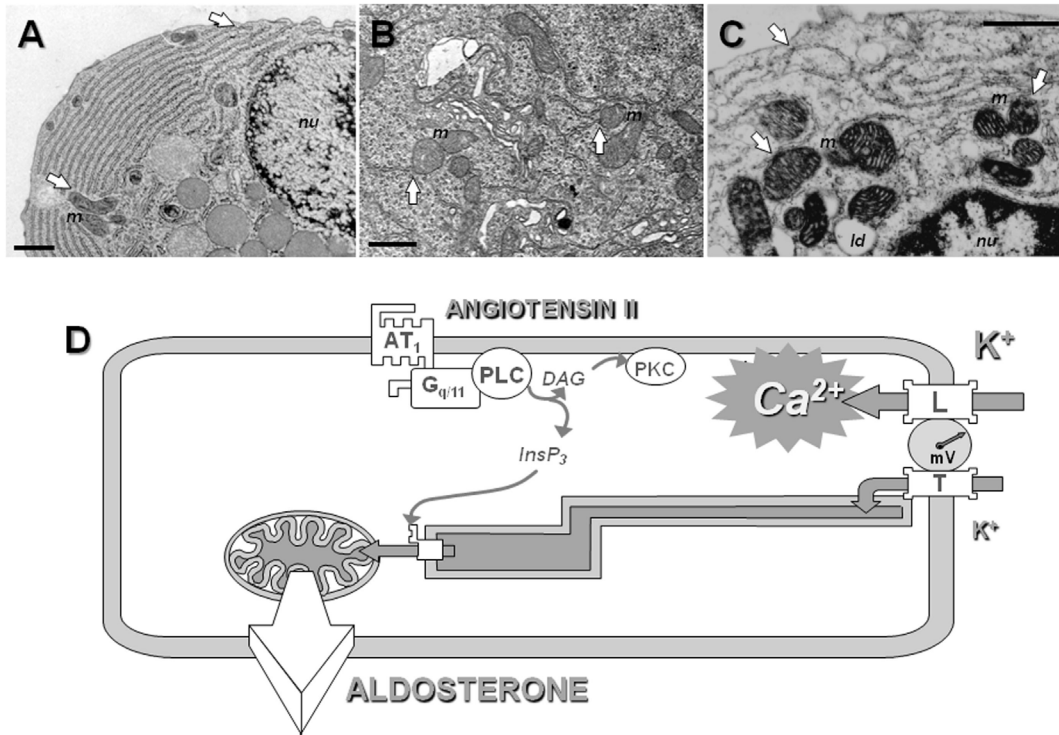 A
nu
m
B
m
m
C
m
m
ld
nu
D
ANGIOTENSIN II
AT1
Gq/11
PLC
DAG
PKC
InsP3
Ca2+
K+
L
mV
T
K+
ALDOSTERONE